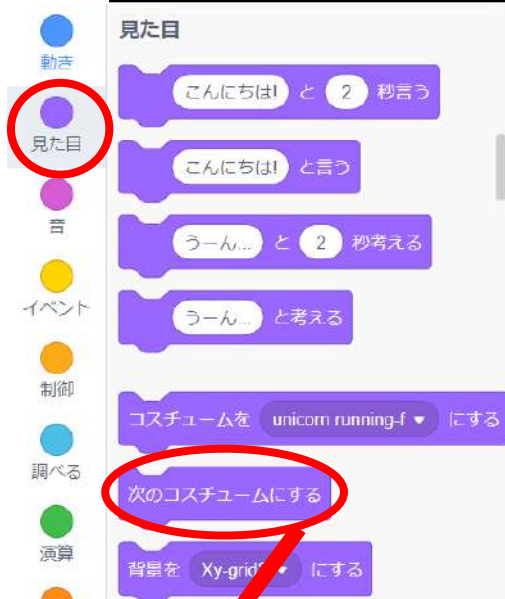 見た目
動き
こんにちは! と 2 秒言う
見た目
こんにちは! と言う
音
うーん... と 2 秒考える
イベント
うーん... と考える
制御
コスチュームを unicorn running-f にする
調べる
次のコスチュームにする
演算
背景を Xy-grid にする